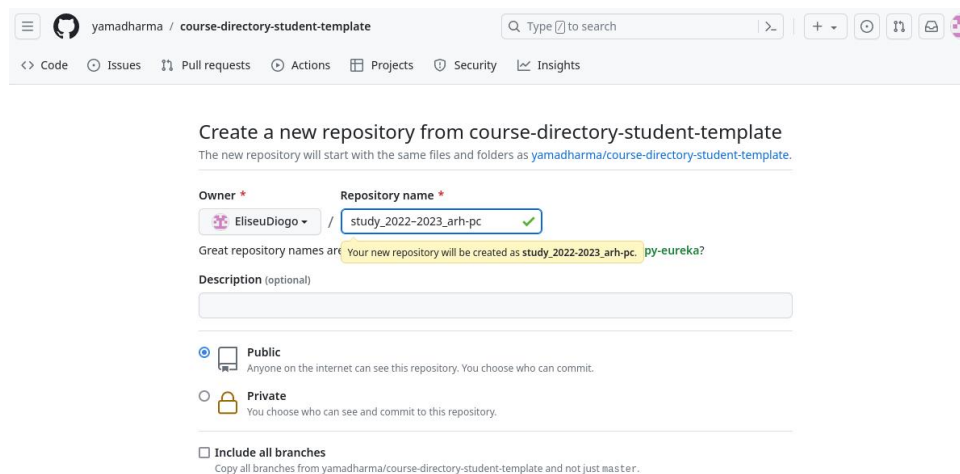 yamadharma / course-directory-student-template
Type / to search
Code Issues Pull requests Actions Projects Security Insights
Create a new repository from course-directory-student-template
The new repository will start with the same files and folders as yamadharma/course-directory-student-template.
Owner * Repository name *
EliseuDiogo / study_2022–2023_arh-pc
Great repository names are
Your new repository will be created as study_2022-2023_arh-pc.
py-eureka?
Description (optional)
Public
Anyone on the internet can see this repository. You choose who can commit.
Private
You choose who can see and commit to this repository.
Include all branches
Copy all branches from yamadharma/course-directory-student-template and not just master.